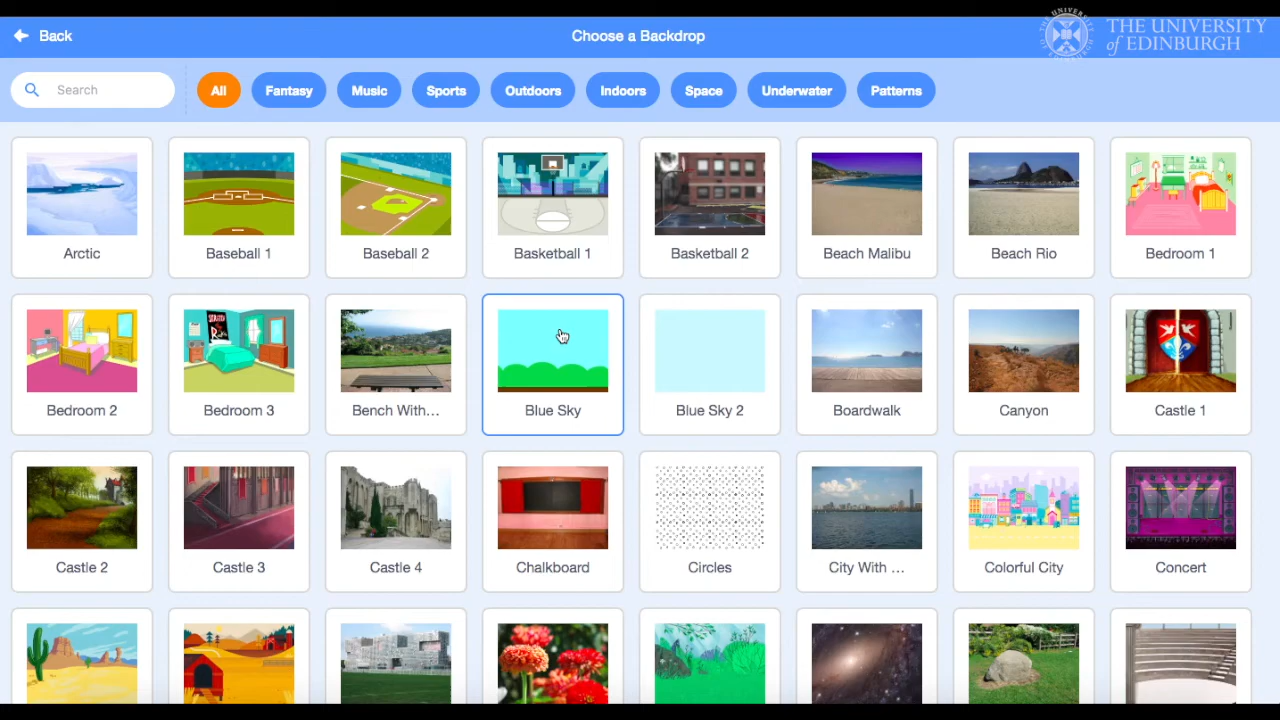 Back
Choose a Backdrop
THE UNIVERSITY
of EDINBURGH
Search
All
Fantasy
Music
Sports
Outdoors
Indoors
Space
Underwater
Patterns
Arctic
Baseball 1
Baseball 2
Basketball 1
Basketball 2
Beach Malibu
Beach Rio
Bedroom 1
Bedroom 2
Bedroom 3
Bench With...
Blue Sky
Blue Sky 2
Boardwalk
Canyon
Castle 1
Castle 2
Castle 3
Castle 4
Chalkboard
Circles
City With ...
Colorful City
Concert